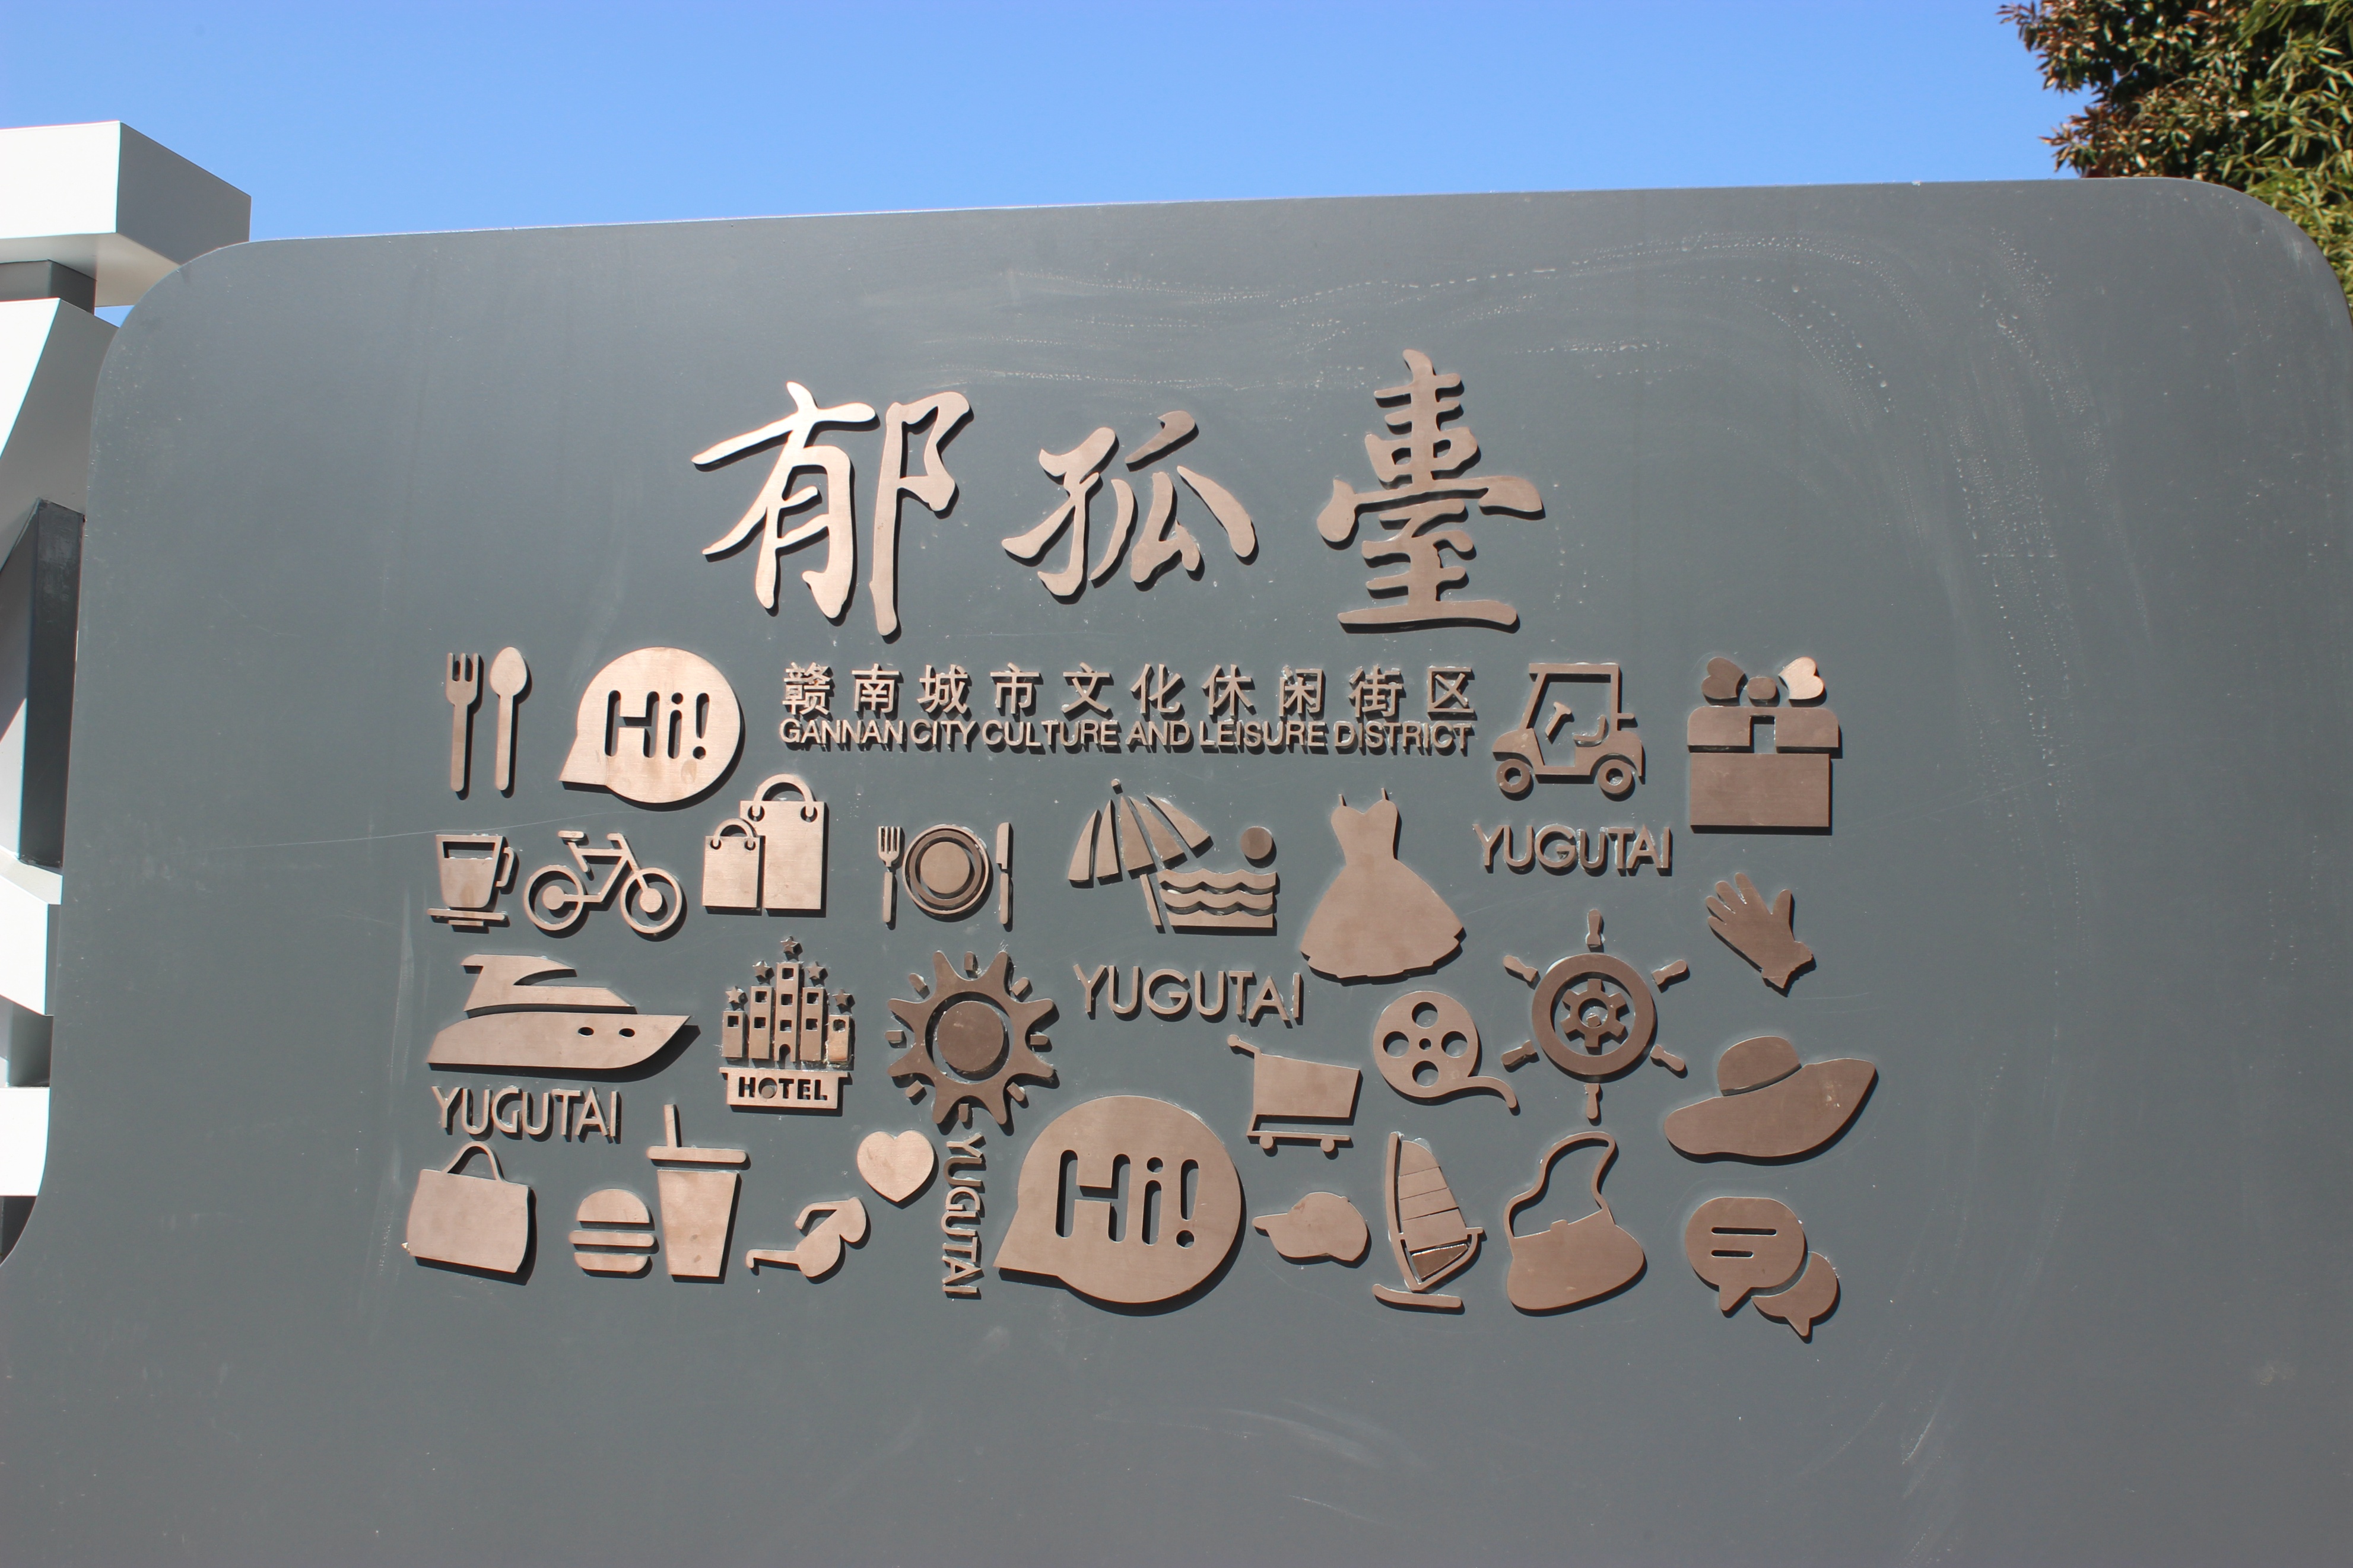 郁孤臺
Hi!
赣南城市文化休闲街区
GANNAN CITY CULTURE AND LEISURE DISTRICT
YUGUTAI
YUGUTAI
HOTEL
YUGUTAI
YUGUTAI
Hi!